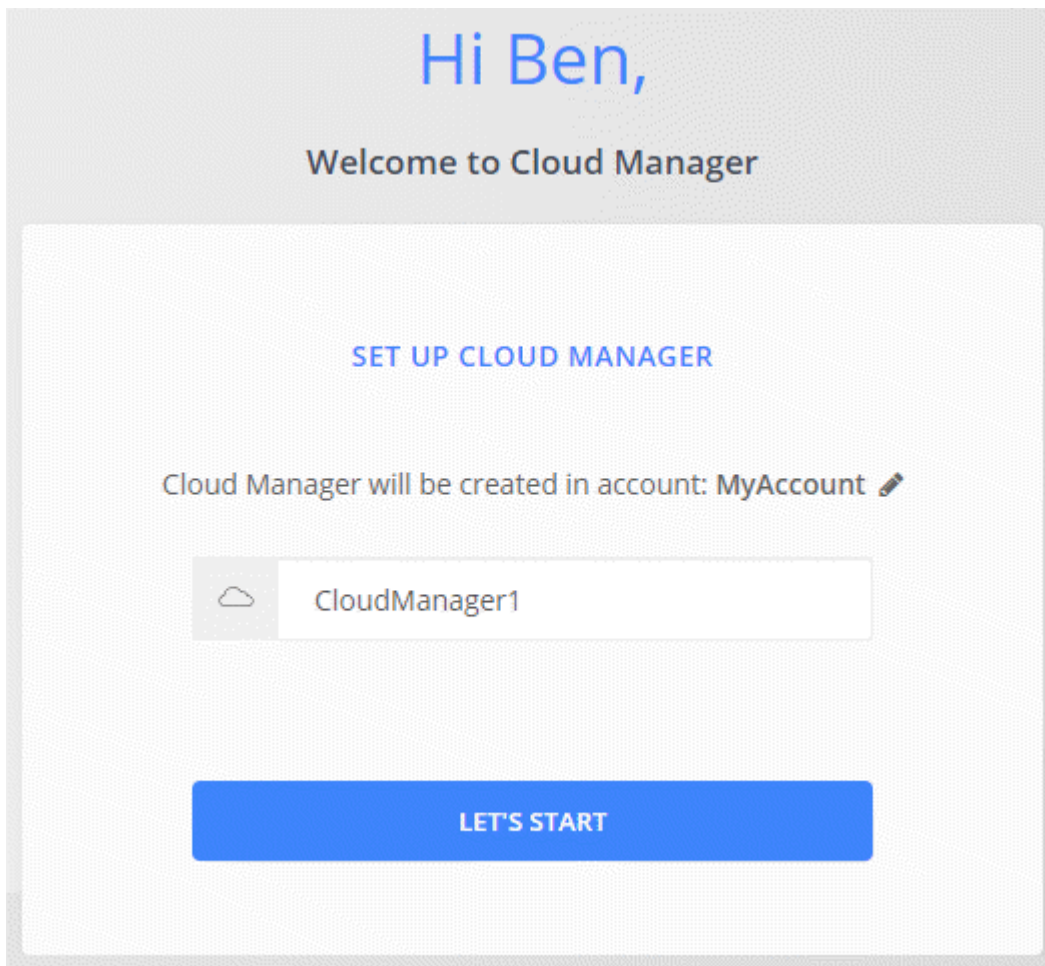 Hi Ben,
Welcome to Cloud Manager
SET UP CLOUD MANAGER
Cloud Manager will be created in account: MyAccount
CloudManager1
LET'S START